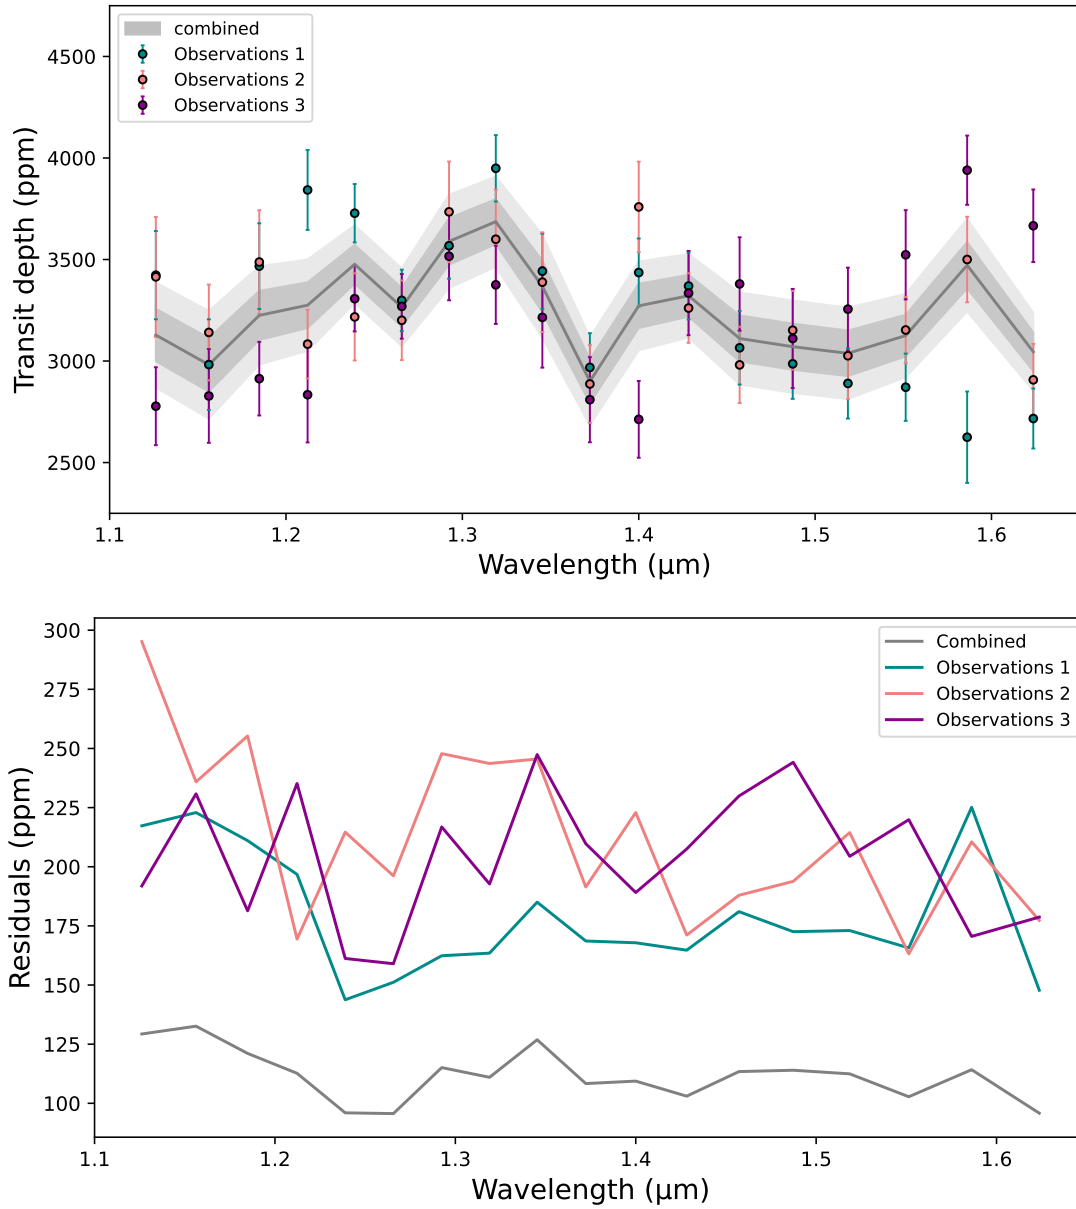 combined
Observations 1
Observations 2
Observations 3
4500
4000
3500
3000
2500
Transit depth (ppm)
1.1 1.2 1.3 1.4 1.5 1.6
Wavelength (μm)
Combined
Observations 1
Observations 2
Observations 3
300
275
250
225
200
175
150
125
100
Residuals (ppm)
1.1 1.2 1.3 1.4 1.5 1.6
Wavelength (μm)